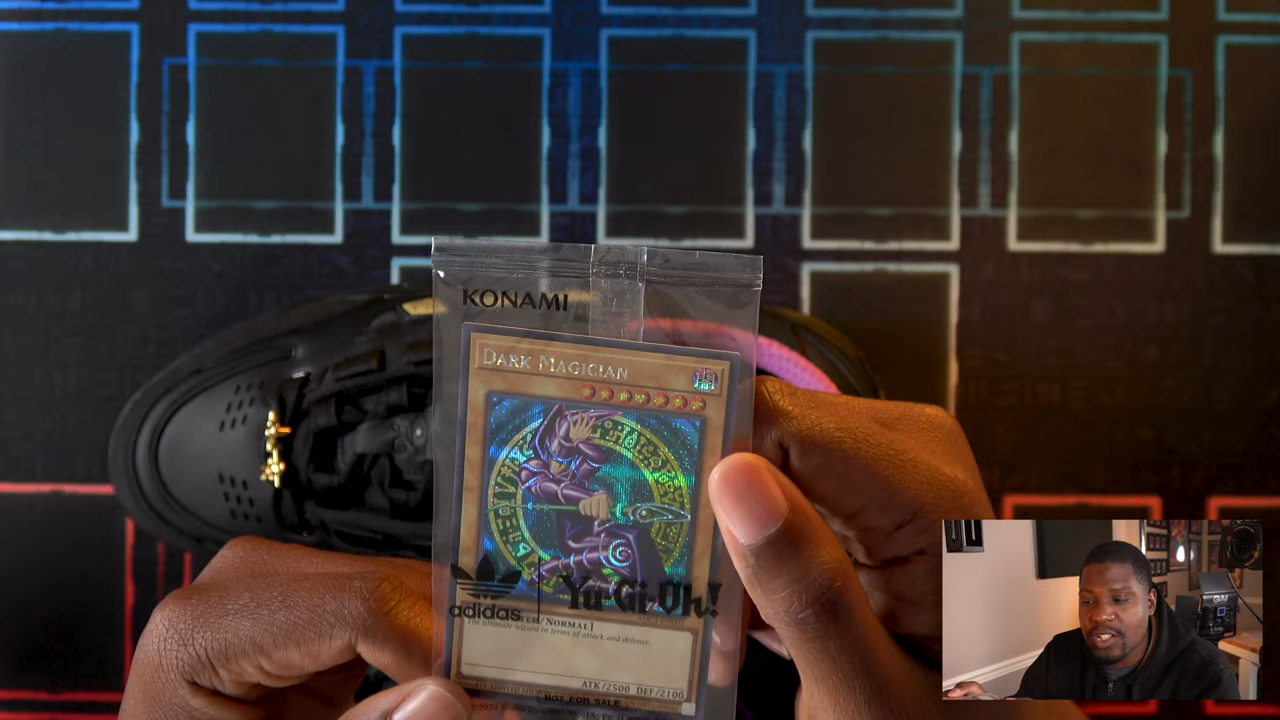 KONAMI
DARK MAGICIAN
adidas
Yu-Gi-Oh!
/NORMAL]
The ultimate wizard in terms of attack and defense.
ATK/2500 DEF/2100
NOT FOR SALE